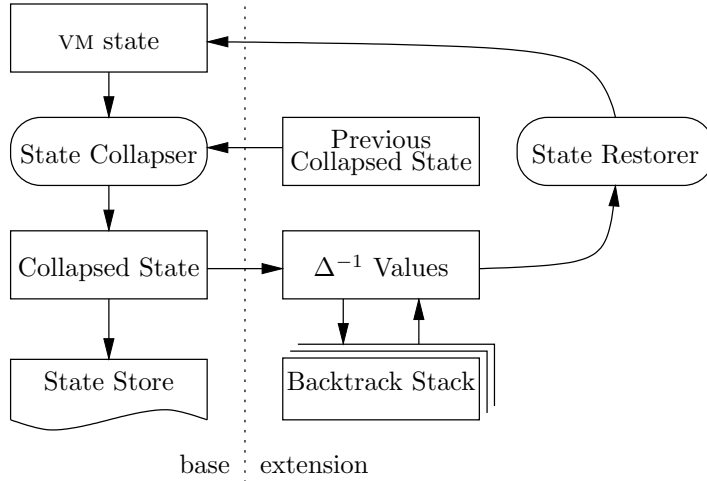 VM state
State Collapser
Previous
Collapsed State
State Restorer
Collapsed State
Δ⁻¹ Values
State Store
Backtrack Stack
base
extension